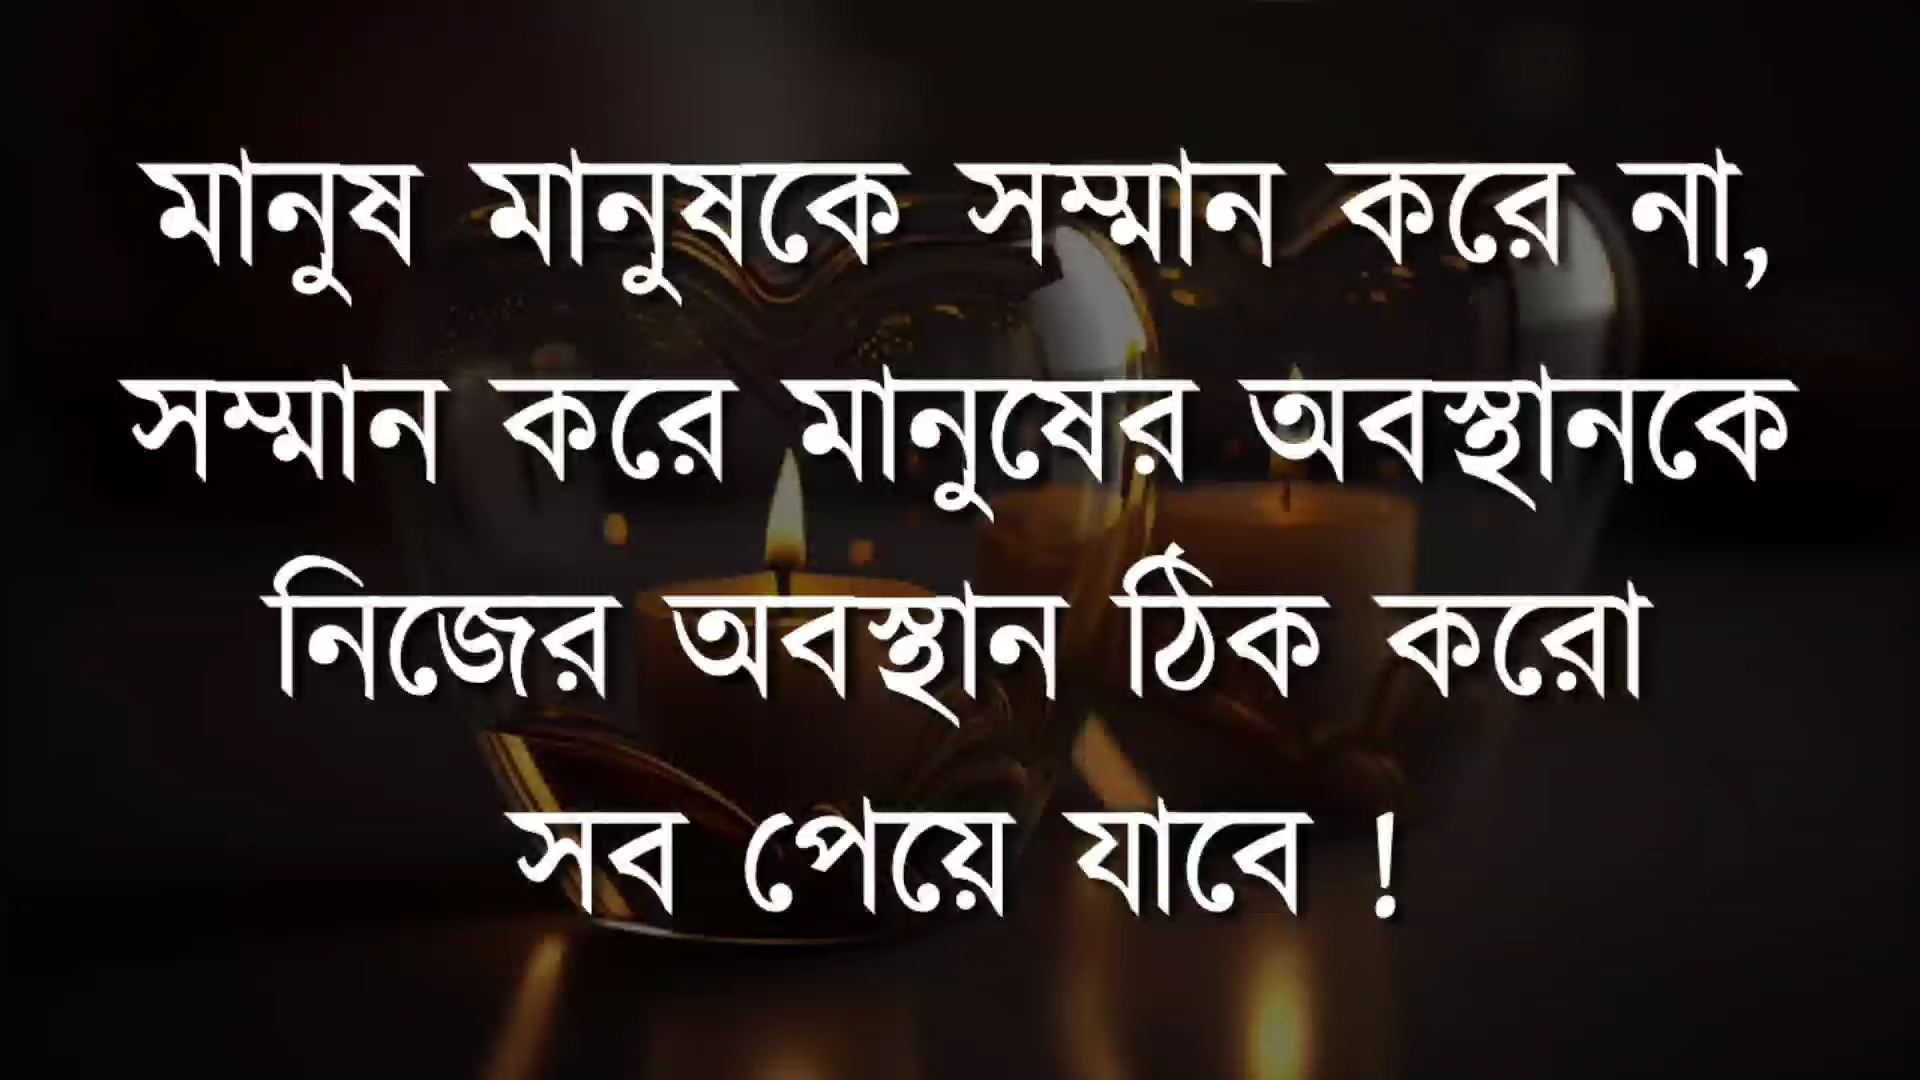 মানুষ মানুষকে সম্মান করে না,
সম্মান করে মানুষের অবস্থানকে
নিজের অবস্থান ঠিক করো
সব পেয়ে যাবে !